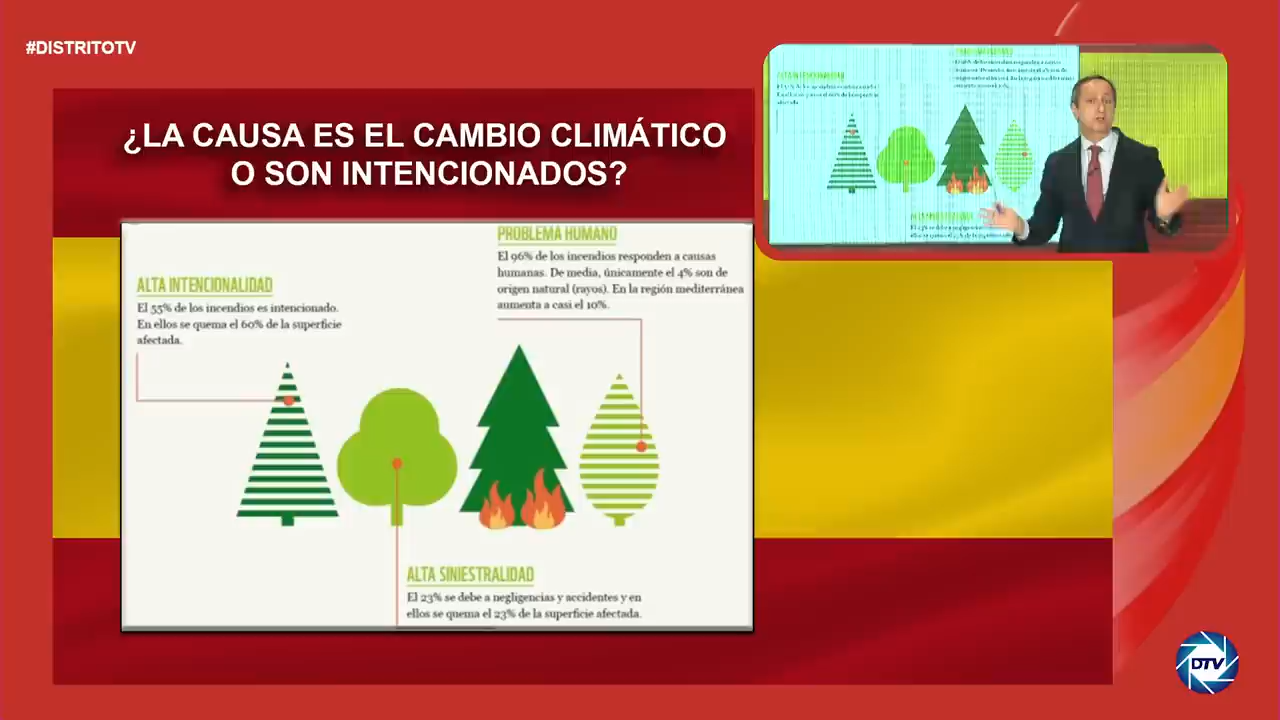 #DISTRITOTV
¿LA CAUSA ES EL CAMBIO CLIMÁTICO
O SON INTENCIONADOS?
PROBLEMA HUMANO
El 96% de los incendios responden a causas
humanas. De media, únicamente el 4% son de
origen natural (rayos). En la región mediterránea
aumenta a casi el 10%.
ALTA INTENCIONALIDAD
El 55% de los incendios es intencionado.
En ellos se quema el 60% de la superficie
afectada.
ALTA SINIESTRALIDAD
El 23% se debe a negligencias y accidentes y en
ellos se quema el 23% de la superficie afectada.
DTV